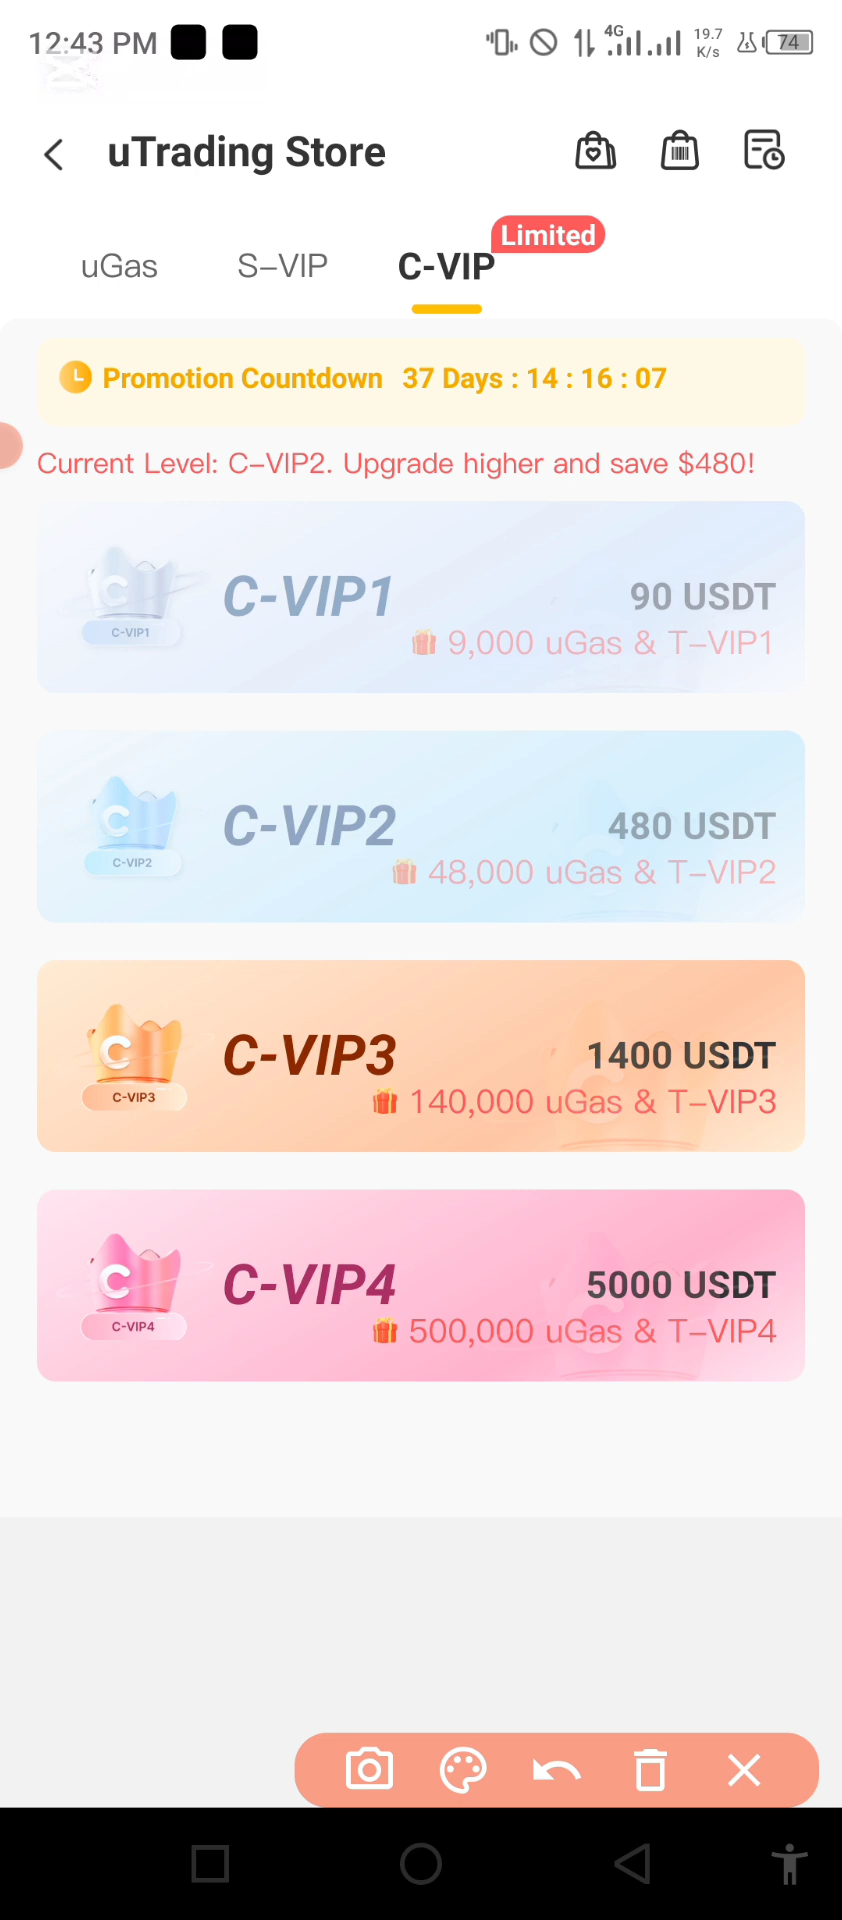 12:43 PM
4G
19.7
K/s
74
uTrading Store
uGas
S-VIP
C-VIP
Limited
Promotion Countdown 37 Days : 14 : 16 : 07
Current Level: C-VIP2. Upgrade higher and save $480!
C
C-VIP1
C-VIP1
90 USDT
9,000 uGas & T-VIP1
C
C-VIP2
C-VIP2
480 USDT
48,000 uGas & T-VIP2
C
C-VIP3
C-VIP3
1400 USDT
140,000 uGas & T-VIP3
C
C-VIP4
C-VIP4
5000 USDT
500,000 uGas & T-VIP4